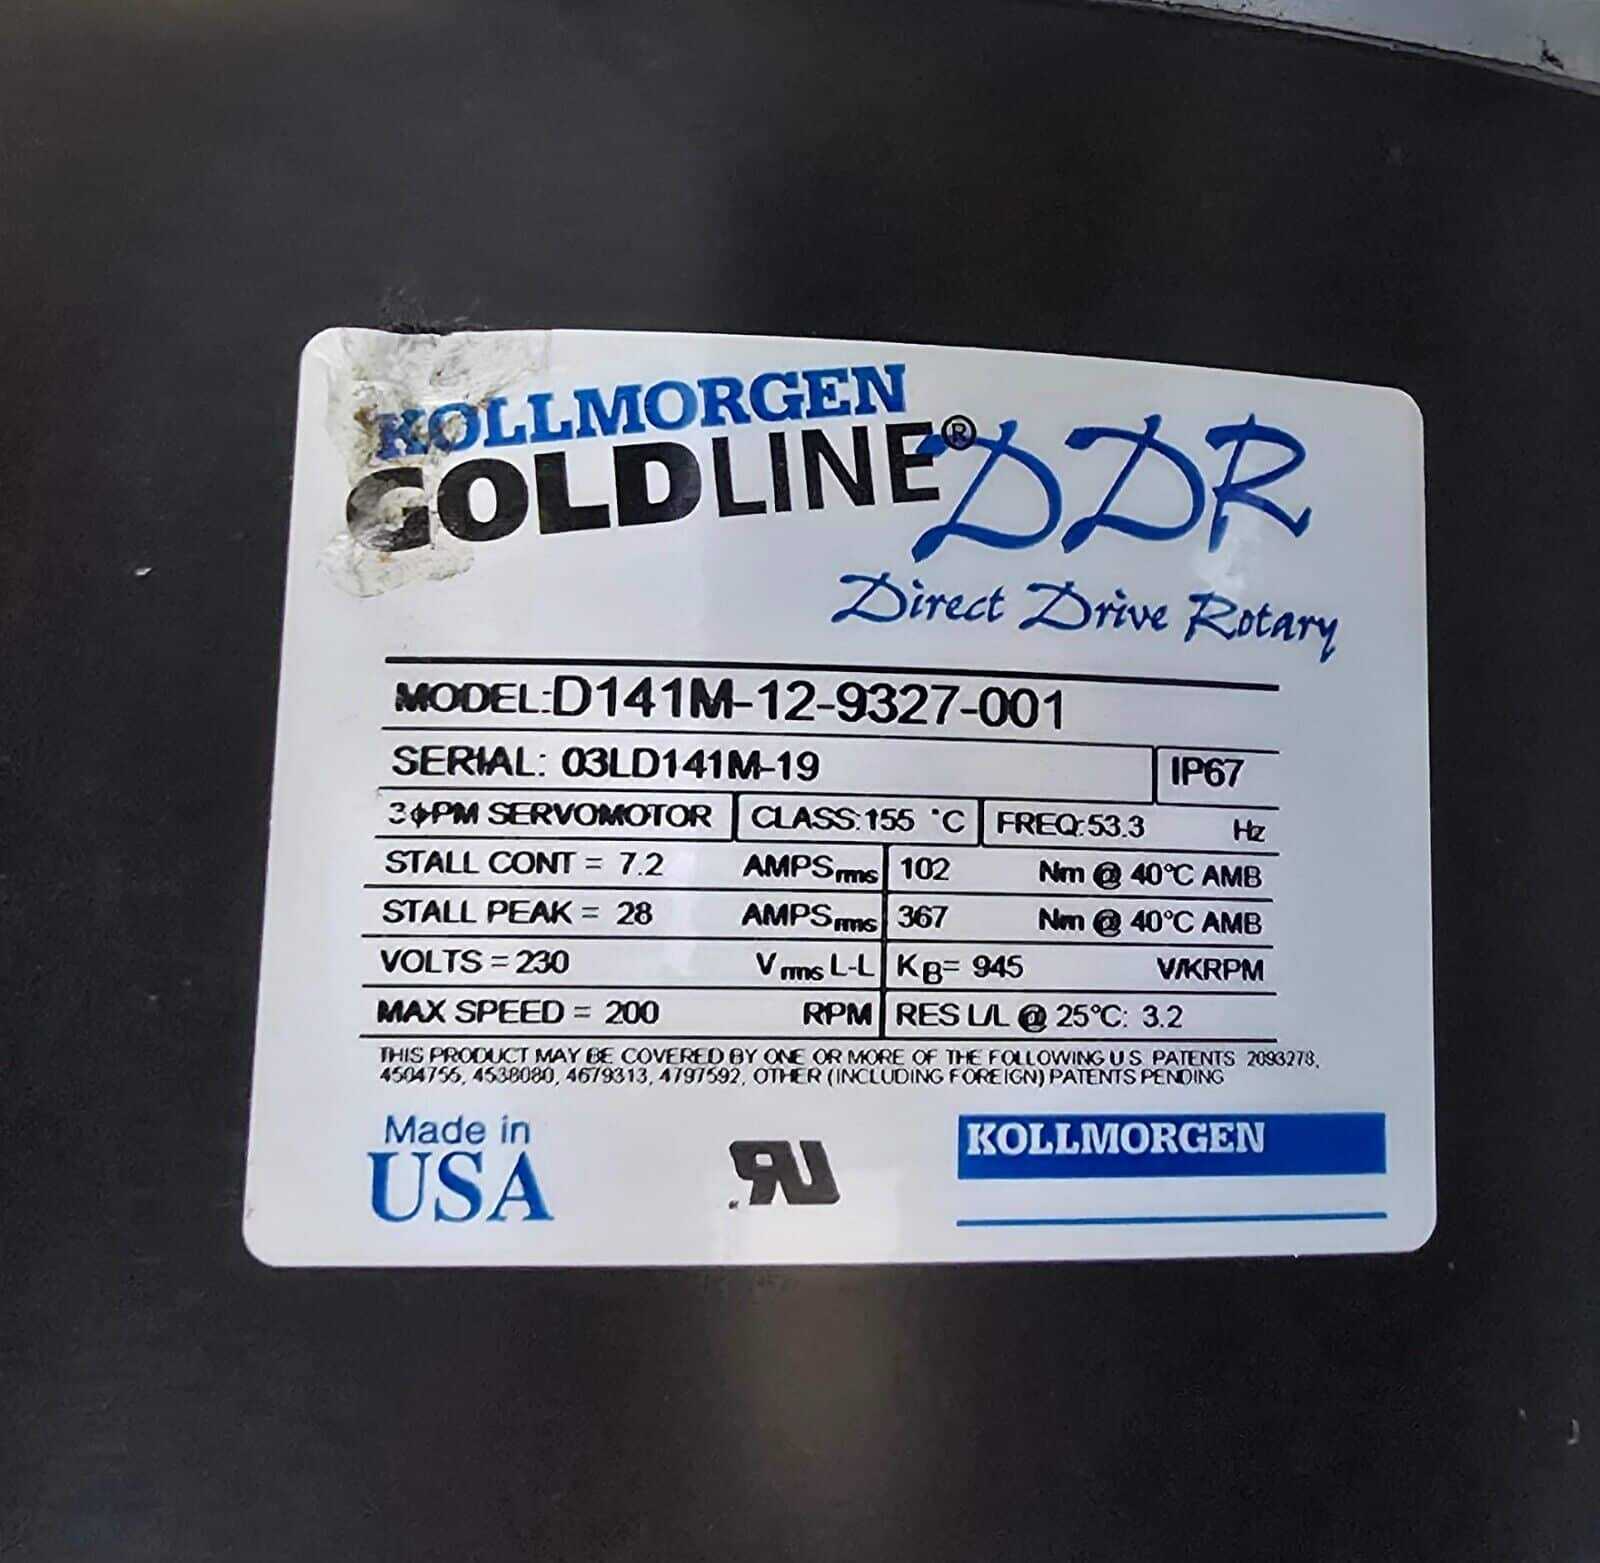 KOLLMORGEN
GOLDLINE® DDR
Direct Drive Rotary
MODEL:D141M-12-9327-001
SERIAL: 03LD141M-19 IP67
3ϕPM SERVOMOTOR CLASS:155 °C FREQ:53.3 Hz
STALL CONT = 7.2 AMPSrms 102 Nm @ 40°C AMB
STALL PEAK = 28 AMPSrms 367 Nm @ 40°C AMB
VOLTS = 230 Vrms L-L KB= 945 V/KRPM
MAX SPEED = 200 RPM RES L/L @ 25°C: 3.2
THIS PRODUCT MAY BE COVERED BY ONE OR MORE OF THE FOLLOWING U.S. PATENTS 2093278,
4504755, 4538080, 4679313, 4797592, OTHER (INCLUDING FOREIGN) PATENTS PENDING
Made in
USA
RU
KOLLMORGEN